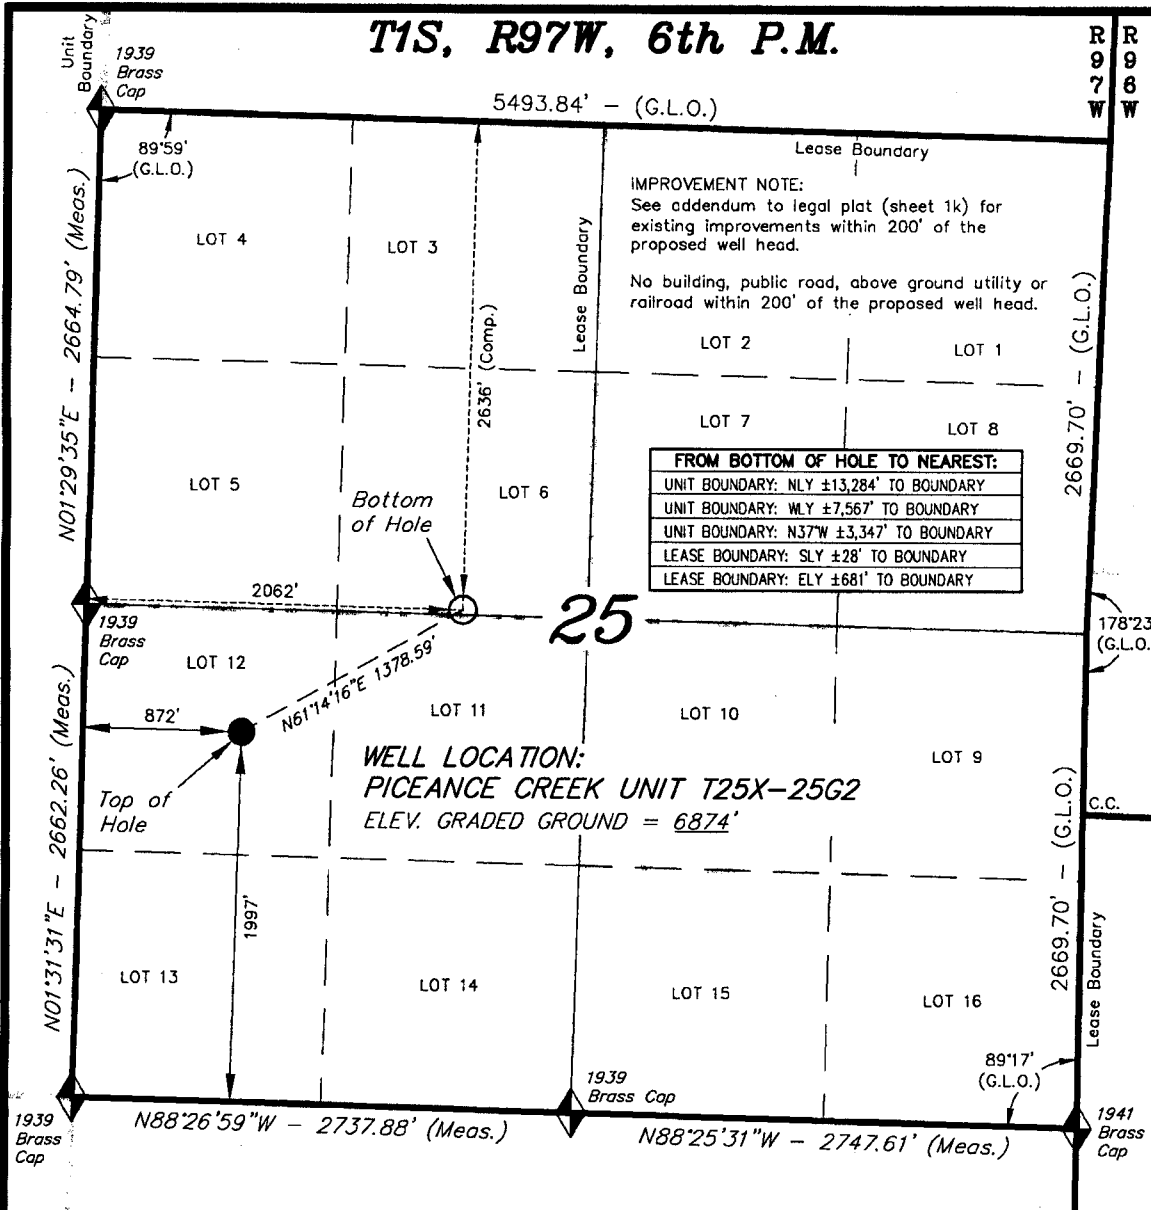 T1S, R97W, 6th P.M.
R
9
7
W
R
9
6
W
Unit
Boundary
1939
Brass
Cap
5493.84' - (G.L.O.)
89°59'
(G.L.O.)
Lease Boundary
IMPROVEMENT NOTE:
See addendum to legal plat (sheet 1k) for
existing improvements within 200' of the
proposed well head.
No building, public road, above ground utility or
railroad within 200' of the proposed well head.
LOT 4
LOT 3
Lease Boundary
N01°29'35"E - 2664.79' (Meas.)
2636' (Comp.)
2669.70' - (G.L.O.)
LOT 2
LOT 1
LOT 7
LOT 8
LOT 5
LOT 6
FROM BOTTOM OF HOLE TO NEAREST:
UNIT BOUNDARY: NLY ±13,284' TO BOUNDARY
UNIT BOUNDARY: WLY ±7,567' TO BOUNDARY
UNIT BOUNDARY: N37°W ±3,347' TO BOUNDARY
LEASE BOUNDARY: SLY ±28' TO BOUNDARY
LEASE BOUNDARY: ELY ±681' TO BOUNDARY
Bottom
of Hole
2062'
25
1939
Brass
Cap
178°23
(G.L.O.
LOT 12
N61°14'16"E 1378.59'
LOT 11
LOT 10
LOT 9
872'
WELL LOCATION:
PICEANCE CREEK UNIT T25X-25G2
ELEV. GRADED GROUND = 6874'
Top of
Hole
C.C.
N01°31'31"E - 2662.26' (Meas.)
1997'
2669.70' - (G.L.O.)
Lease Boundary
LOT 13
LOT 14
LOT 15
LOT 16
89°17'
(G.L.O.)
1939
Brass Cap
1939
Brass
Cap
N88°26'59"W - 2737.88' (Meas.)
N88°25'31"W - 2747.61' (Meas.)
1941
Brass
Cap